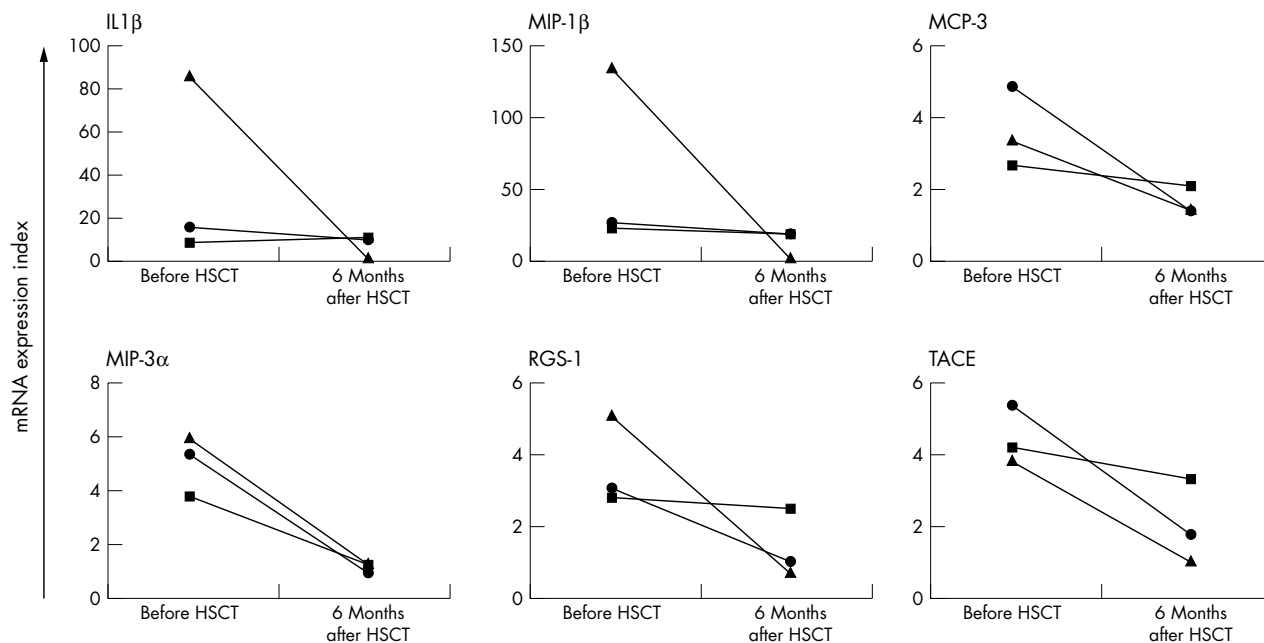 mRNA expression index
IL1β
100
80
60
40
20
0
Before HSCT
6 Months
after HSCT
MIP-1β
150
100
50
0
Before HSCT
6 Months
after HSCT
MCP-3
6
4
2
0
Before HSCT
6 Months
after HSCT
MIP-3α
8
6
4
2
0
Before HSCT
6 Months
after HSCT
RGS-1
6
4
2
0
Before HSCT
6 Months
after HSCT
TACE
6
4
2
0
Before HSCT
6 Months
after HSCT